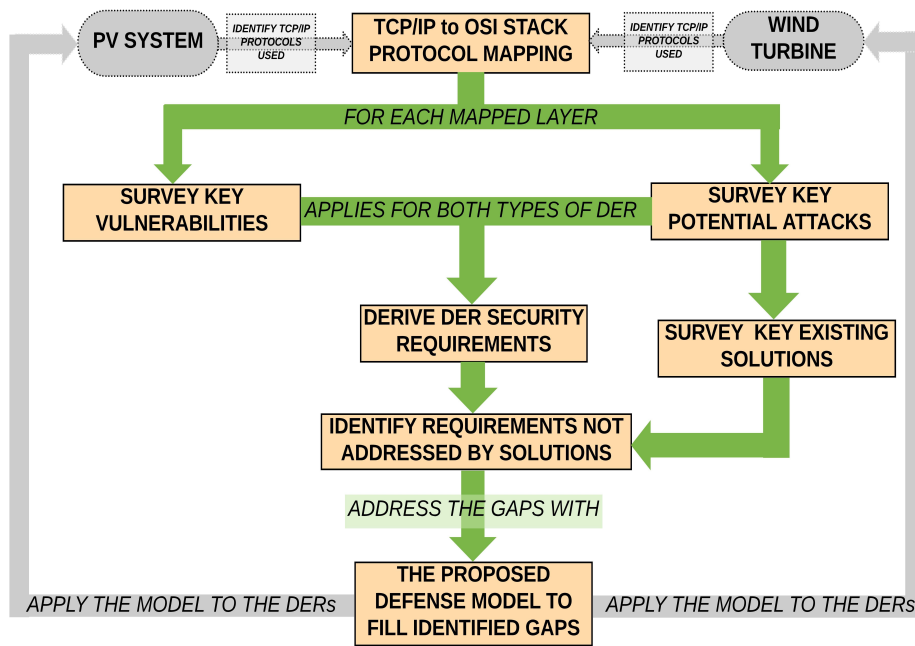 PV SYSTEM
IDENTIFY TCP/IP
PROTOCOLS
USED
TCP/IP to OSI STACK
PROTOCOL MAPPING
IDENTIFY TCP/IP
PROTOCOLS
USED
WIND
TURBINE
FOR EACH MAPPED LAYER
SURVEY KEY
VULNERABILITIES
APPLIES FOR BOTH TYPES OF DER
SURVEY KEY
POTENTIAL ATTACKS
DERIVE DER SECURITY
REQUIREMENTS
SURVEY KEY EXISTING
SOLUTIONS
IDENTIFY REQUIREMENTS NOT
ADDRESSED BY SOLUTIONS
ADDRESS THE GAPS WITH
THE PROPOSED
DEFENSE MODEL TO
FILL IDENTIFIED GAPS
APPLY THE MODEL TO THE DERs
APPLY THE MODEL TO THE DERs